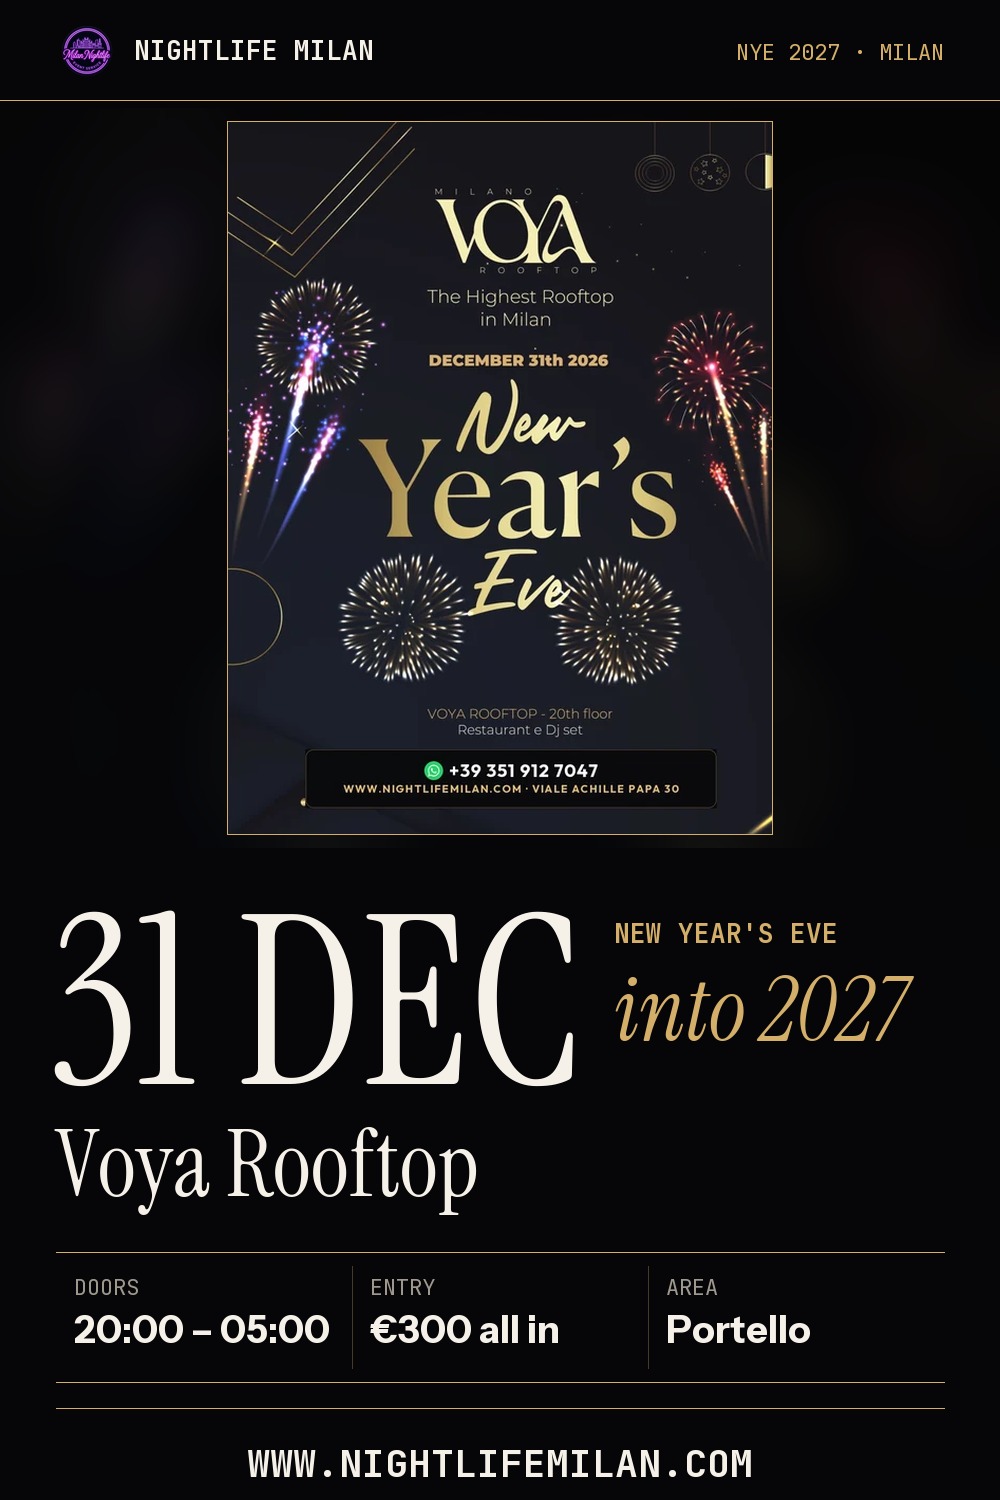 Milan Nightlife
NIGHTLIFE MILAN
NYE 2027 · MILAN
MILANO
VOYA
ROOFTOP
The Highest Rooftop
in Milan
DECEMBER 31th 2026
New
Year's
Eve
VOYA ROOFTOP - 20th floor
Restaurant e Dj set
+39 351 912 7047
WWW.NIGHTLIFEMILAN.COM · VIALE ACHILLE PAPA 30
31 DEC
NEW YEAR'S EVE
into 2027
Voya Rooftop
DOORS
20:00 – 05:00
ENTRY
€300 all in
AREA
Portello
WWW.NIGHTLIFEMILAN.COM